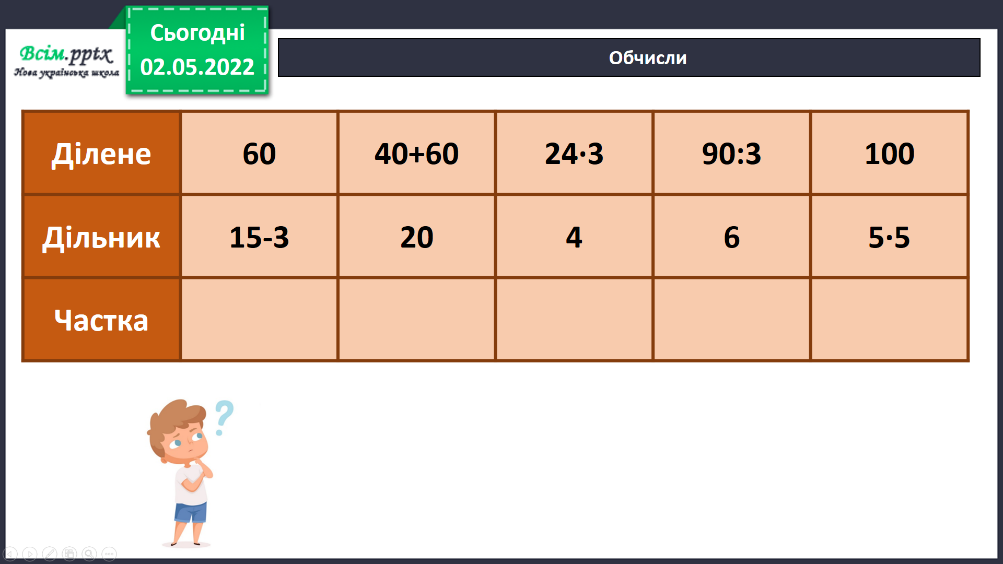 Всім.pptx
Нова українська школа
Сьогодні
02.05.2022
Обчисли
Ділене 60 40+60 24·3 90:3 100
Дільник 15-3 20 4 6 5·5
Частка
?